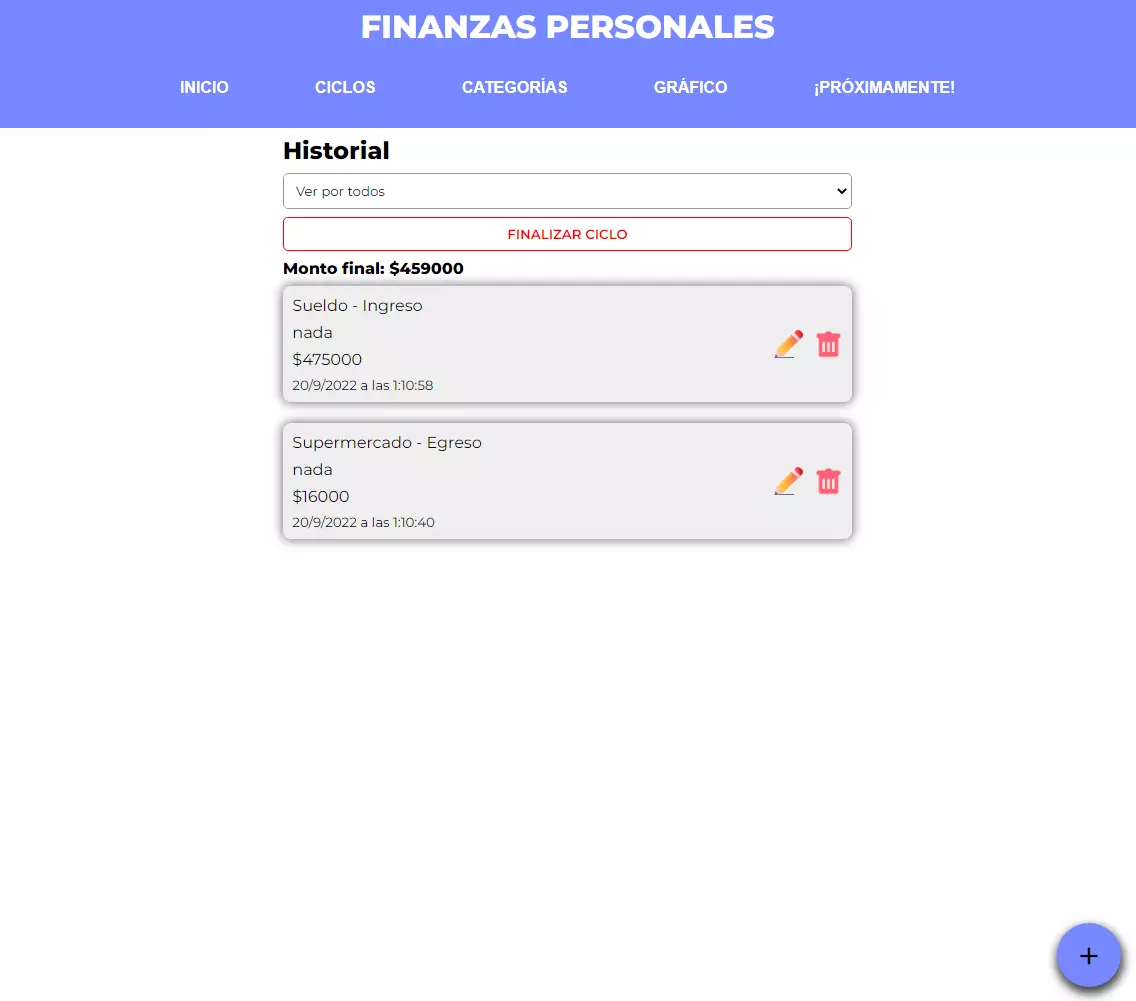 FINANZAS PERSONALES
INICIO CICLOS CATEGORÍAS GRÁFICO ¡PRÓXIMAMENTE!
Historial
Ver por todos
FINALIZAR CICLO
Monto final: $459000
Sueldo - Ingreso
nada
$475000
20/9/2022 a las 1:10:58
Supermercado - Egreso
nada
$16000
20/9/2022 a las 1:10:40
+